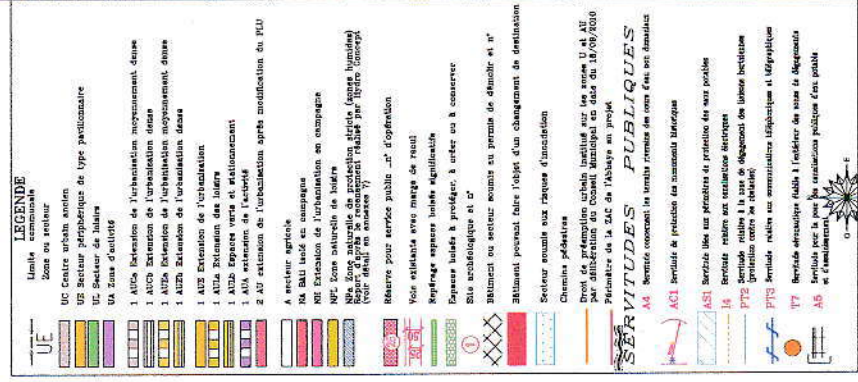 LEGENDE
Limite communale
Zone ou secteur
UE
UC Centre urbain ancien
UE Secteur périphérique de type pavillonnaire
UL Secteur de loisirs
UA Zone d'activité
1 AUCa Extension de l'urbanisation moyennement dense
1 AUCb Extension de l'urbanisation dense
1 AUEa Extension de l'urbanisation moyennement dense
1 AUEb Extension de l'urbanisation dense
1 AUE Extension de l'urbanisation
1 AULa Extension des loisirs
1 AULb Espaces verts et stationnement
1 AUA extension de l'activité
2 AU extension de l'urbanisation après modification du PLU
A secteur agricole
NA Bâti isolé en campagne
NH Extension de l'urbanisation en campagne
NPL Zone naturelle de loisirs
NPs Zone naturelle de protection stricte (zones humides)
Report d'après le recensement réalisé par Hydro Concept
(voir détail en annexes 7)
Réserve pour service public .n° d'opération
Voie existante avec marge de recul
Repérage espaces boisés significatifs
Espaces boisés à protéger, à créer ou à conserver
Site archéologique et n°
Bâtiment ou secteur soumis au permis de démolir et n°
Bâtiment pouvant faire l'objet d'un changement de destination
Secteur soumis aux risques d'inondation
Chemins pédestres
Droit de préemption urbain institué sur les zones U et AU
par délibération du Conseil Municipal en date du 15/09/2010
Périmètre de la ZAC de l'Abbaye en projet
SERVITUDES PUBLIQUES
A4 Servitude concernant les terrains riverains des cours d'eau non domaniaux
AC1 Servitude de protection des monuments historiques
AS1 Servitude liée aux périmètres de protection des eaux potables
I4 Servitude relative aux canalisations électriques
PT2 Servitude relative à la zone de dégagement des liaisons hertziennes
(protection contre les obstacles)
PT3 Servitude relative aux communications téléphoniques et télégraphiques
T7 Servitude aéronautique établie à l'extérieur des zones de dégagements
A5 Servitude pour la pose des canalisations publiques d'eau potable
et d'assainissement